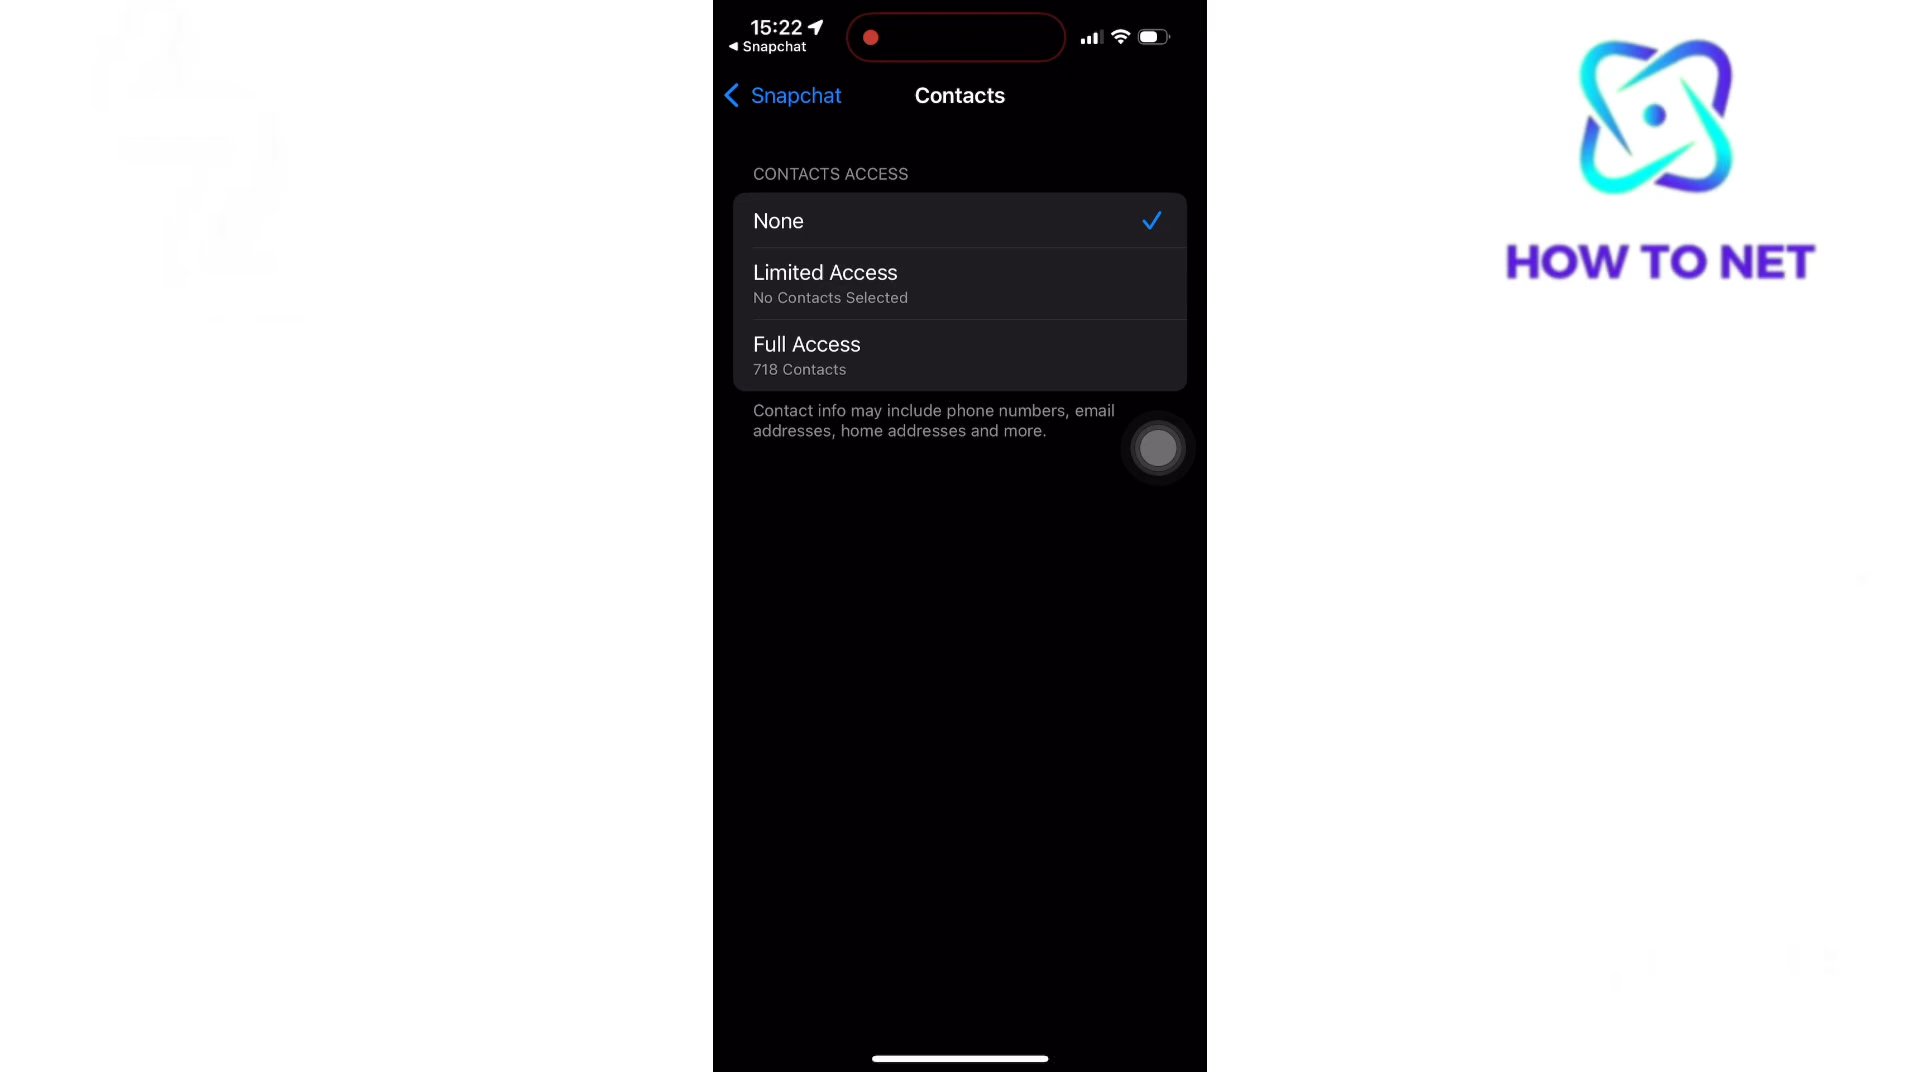 15:22
◀ Snapchat
Snapchat
Contacts
CONTACTS ACCESS
None
Limited Access
No Contacts Selected
Full Access
718 Contacts
Contact info may include phone numbers, email
addresses, home addresses and more.
HOW TO NET